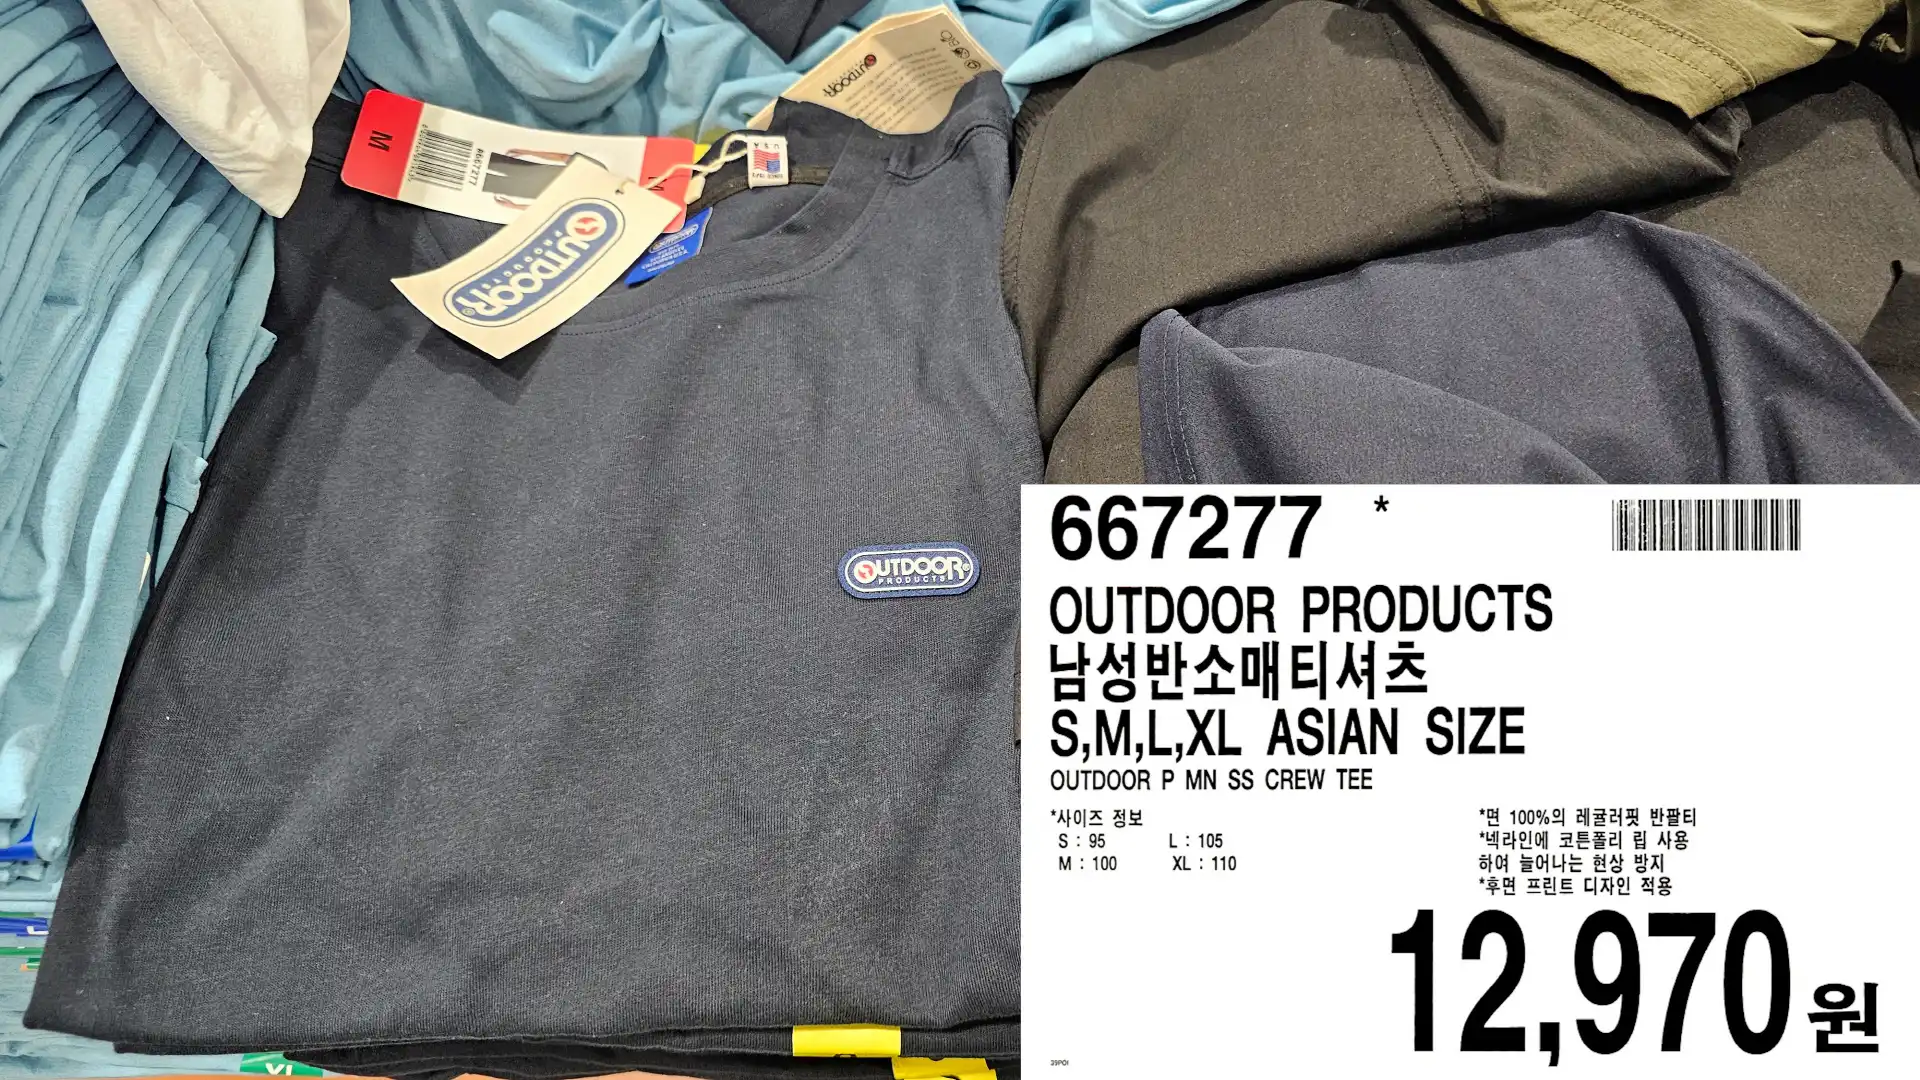 M
#667277
M
USA
OUTDOOR
PRODUCTS
OUTDOOR
OUTDOOR
PRODUCTS
XL
667277 *
OUTDOOR PRODUCTS
남성반소매티셔츠
S,M,L,XL ASIAN SIZE
OUTDOOR P MN SS CREW TEE
*사이즈 정보
S : 95 L : 105
M : 100 XL : 110
*면 100%의 레귤러핏 반팔티
*넥라인에 코튼폴리 립 사용
하여 늘어나는 현상 방지
*후면 프린트 디자인 적용
12,970원